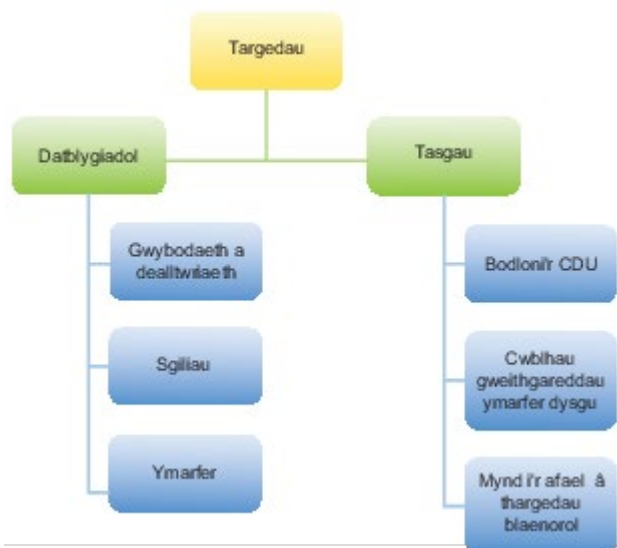 Targedau
Datblygiadol
Tasgau
Gwybodaeth a
dealltwriaeth
Sgiliau
Ymarfer
Bodloni'r CDU
Cwblhau
gweithgareddau
ymarfer dysgu
Mynd i'r afael â
thargedau
blaenorol